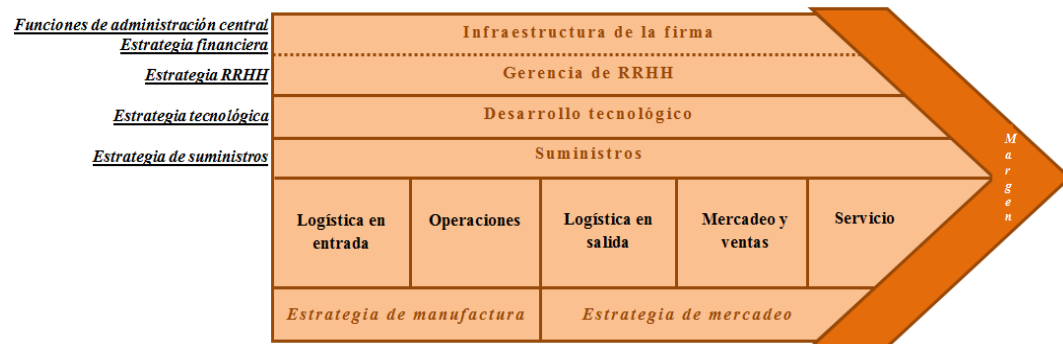 Funciones de administración central
Estrategia financiera
Infraestructura de la firma
Estrategia RRHH
Gerencia de RRHH
Estrategia tecnológica
Desarrollo tecnológico
Estrategia de suministros
Suministros
Margen
Logística en
entrada
Operaciones
Logística en
salida
Mercadeo y
ventas
Servicio
Estrategia de manufactura
Estrategia de mercadeo